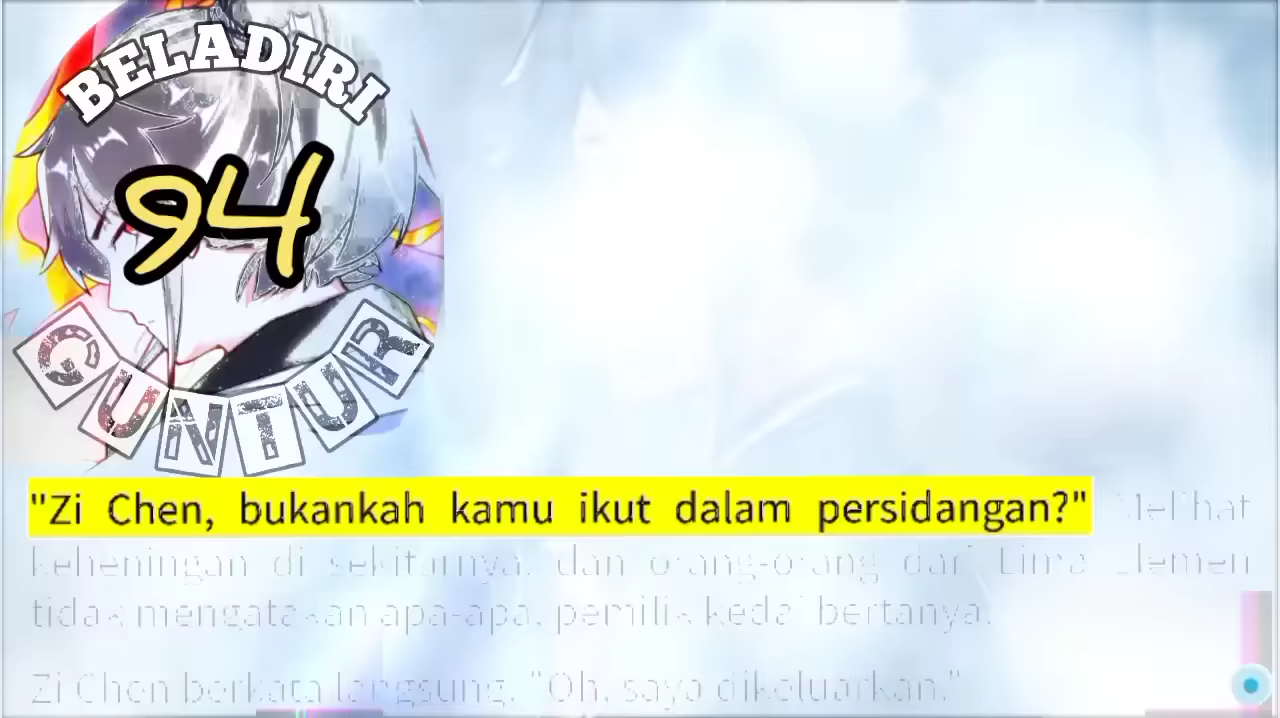 BELADIRI
94
GUNTUR
"Zi Chen, bukankah kamu ikut dalam persidangan?" Melihat
keheningan di sekitarnya, dan orang-orang dari Lima Elemen
tidak mengatakan apa-apa, pemilik kedai bertanya.
Zi Chen berkata langsung, "Oh, saya dikeluarkan."